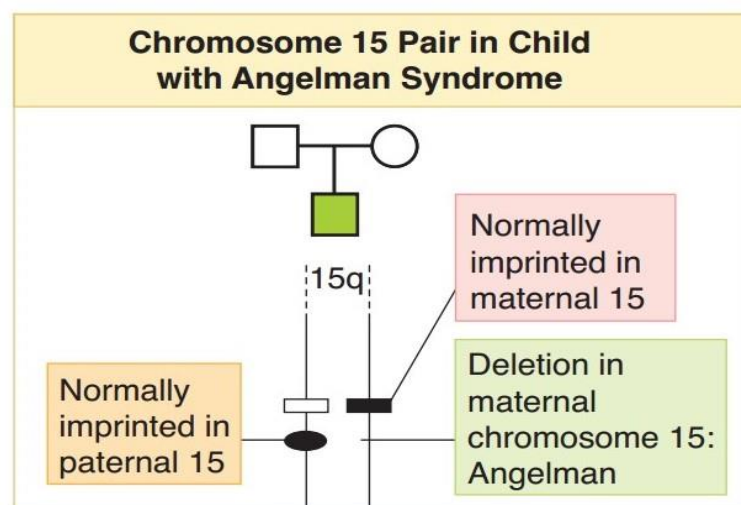 Chromosome 15 Pair in Child
with Angelman Syndrome
15q
Normally
imprinted in
maternal 15
Normally
imprinted in
paternal 15
Deletion in
maternal
chromosome 15:
Angelman